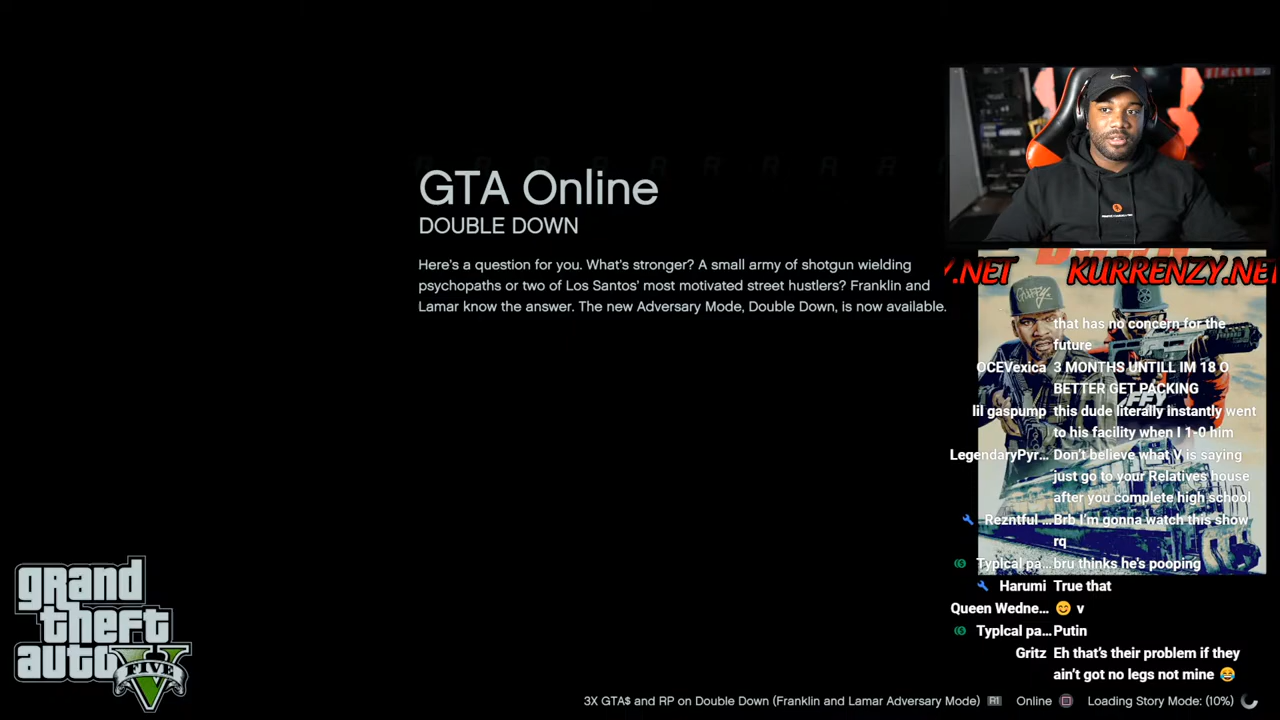 GTA Online
DOUBLE DOWN
Here's a question for you. What's stronger? A small army of shotgun wielding
psychopaths or two of Los Santos' most motivated street hustlers? Franklin and
Lamar know the answer. The new Adversary Mode, Double Down, is now available.
Y.NET KURRENZY.NET
that has no concern for the
future
OCEVexica 3 MONTHS UNTILL IM 18 O
BETTER GET PACKING
lil gaspump this dude literally instantly went
to his facility when I 1-0 him
LegendaryPyr... Don't believe what V is saying
just go to your Relatives house
after you complete high school
Rezntful ... Brb I'm gonna watch this show
rq
Typlcal pa... bru thinks he's pooping
Harumi True that
Queen Wedne... 😊 v
Typlcal pa... Putin
Gritz Eh that's their problem if they
ain't got no legs not mine 😂
grand
theft
auto V
FIVE
3X GTA$ and RP on Double Down (Franklin and Lamar Adversary Mode) R1 Online Loading Story Mode: (10%)